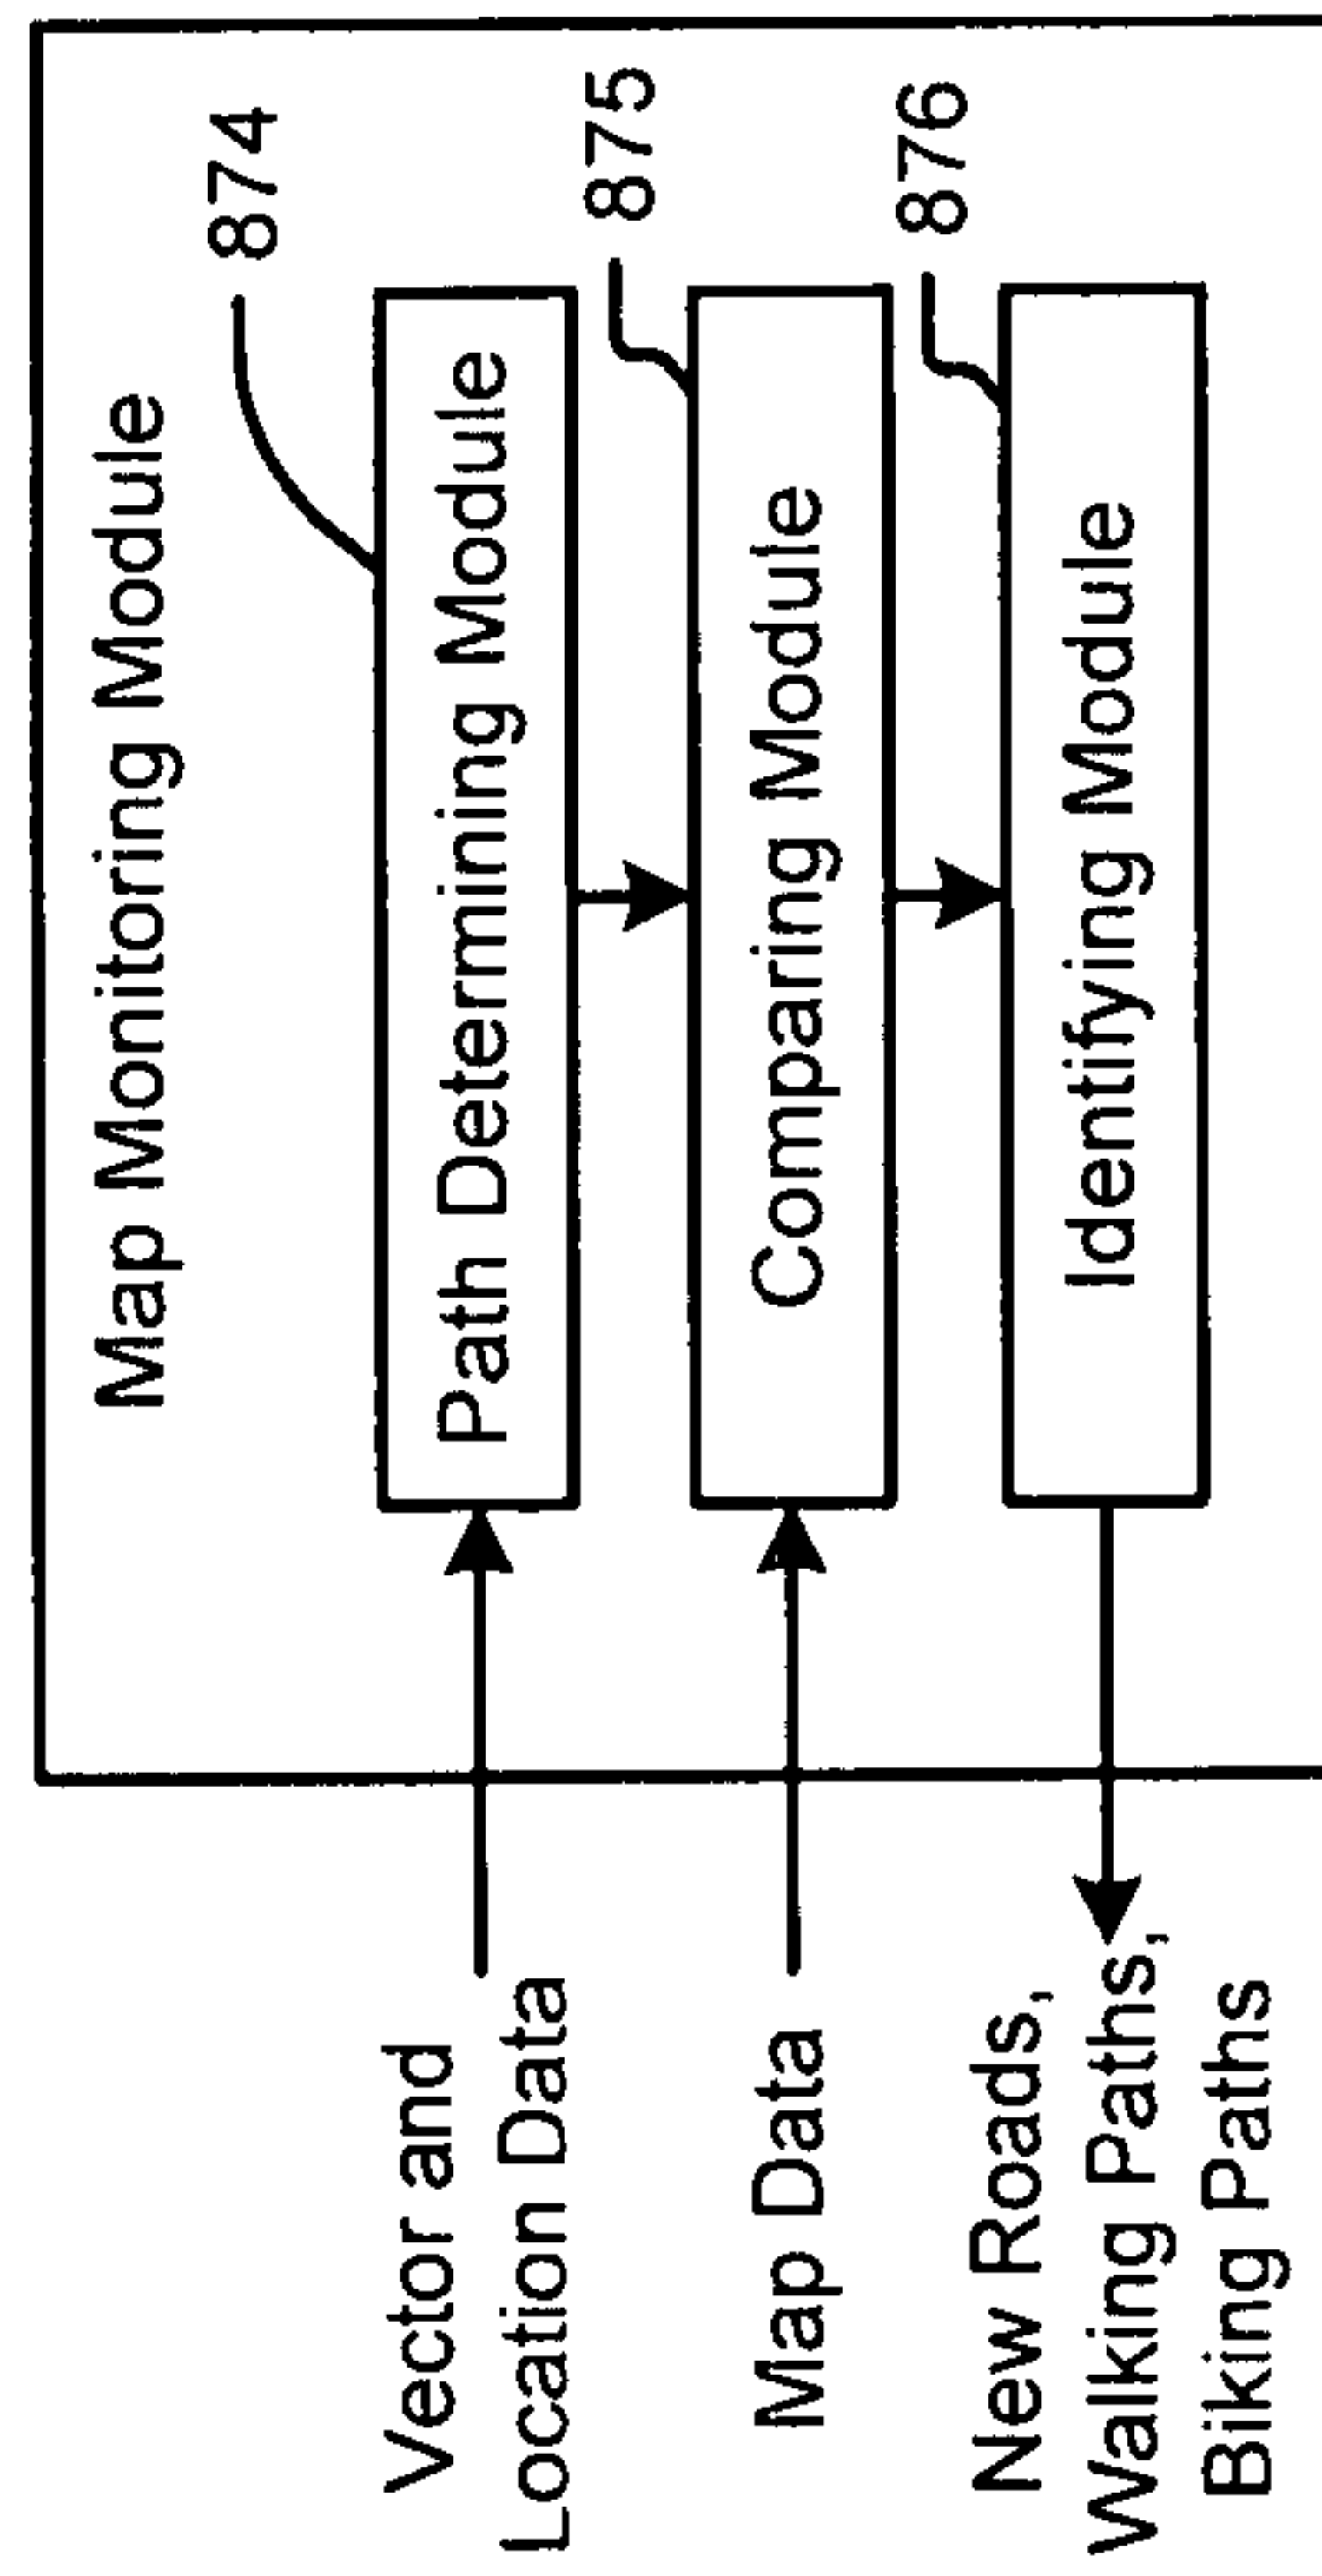 Map Monitoring Module
874
Vector and
Location Data
Path Determining Module
875
Map Data
Comparing Module
876
New Roads,
Walking Paths,
Biking Paths
Identifying Module